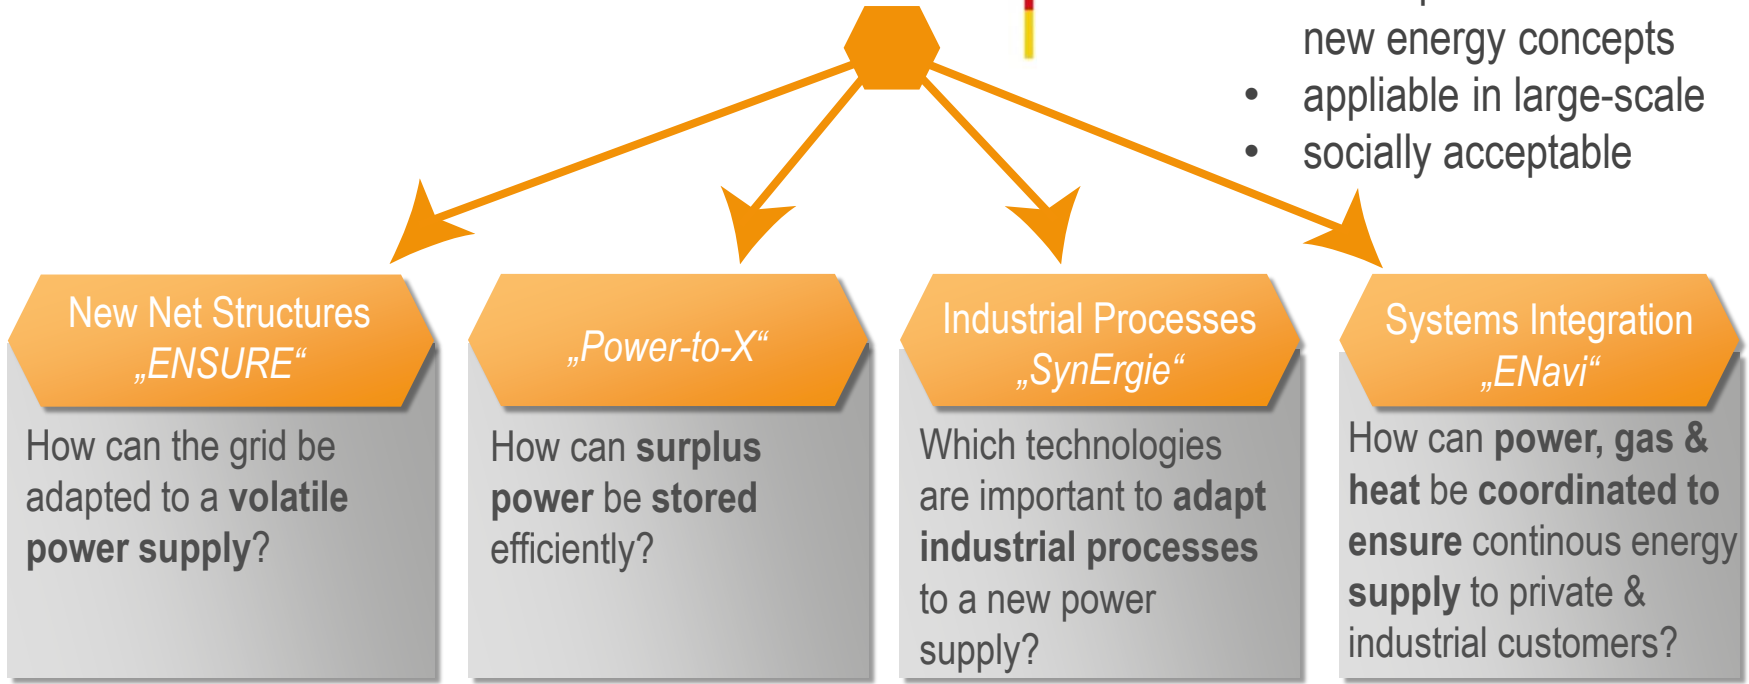 new energy concepts
• appliable in large-scale
• socially acceptable
New Net Structures
„ENSURE“
How can the grid be
adapted to a volatile
power supply?
„Power-to-X“
How can surplus
power be stored
efficiently?
Industrial Processes
„SynErgie“
Which technologies
are important to adapt
industrial processes
to a new power
supply?
Systems Integration
„ENavi“
How can power, gas &
heat be coordinated to
ensure continous energy
supply to private &
industrial customers?